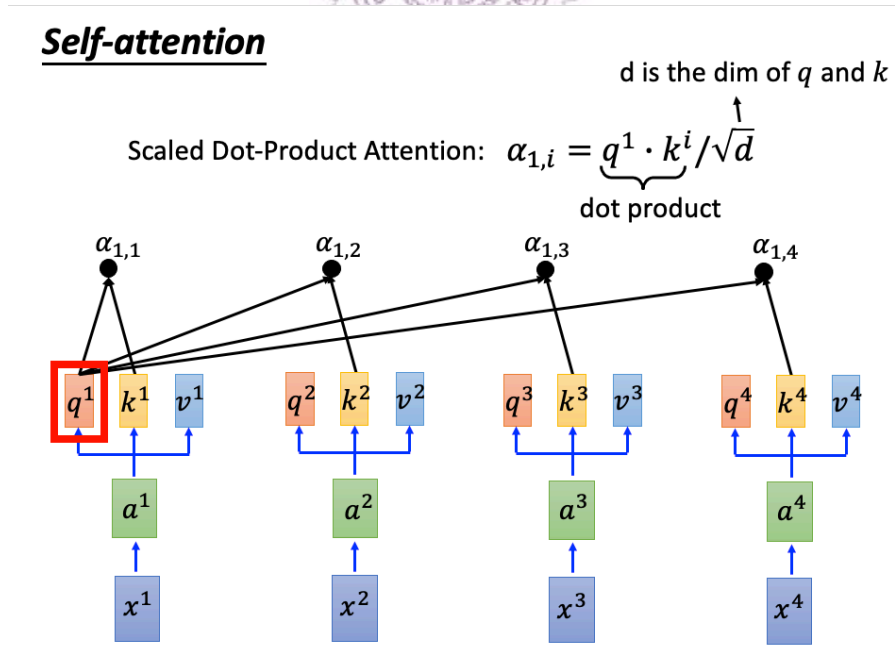 Self-attention
d is the dim of q and k
Scaled Dot-Product Attention: α₁,ᵢ = q¹ · kⁱ/√d
dot product
α₁,₁ α₁,₂ α₁,₃ α₁,₄
q¹ k¹ v¹ q² k² v² q³ k³ v³ q⁴ k⁴ v⁴
a¹ a² a³ a⁴
x¹ x² x³ x⁴